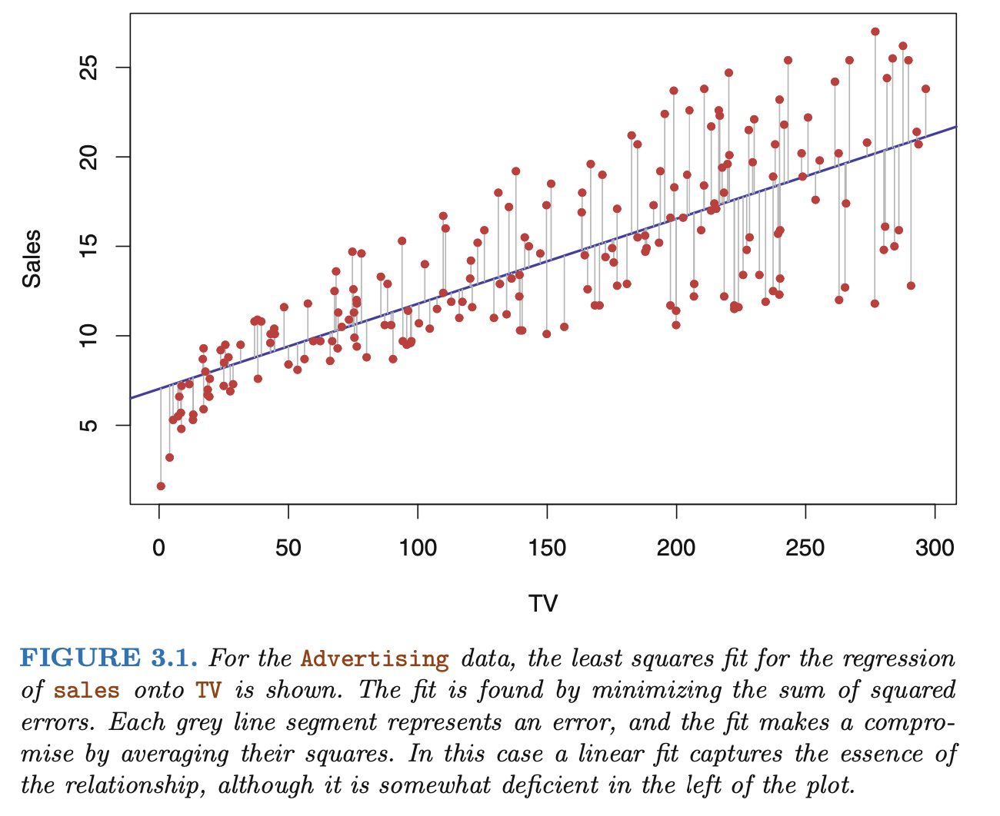 25
20
15
10
5
Sales
0 50 100 150 200 250 300
TV
FIGURE 3.1. For the Advertising data, the least squares fit for the regression
of sales onto TV is shown. The fit is found by minimizing the sum of squared
errors. Each grey line segment represents an error, and the fit makes a compro-
mise by averaging their squares. In this case a linear fit captures the essence of
the relationship, although it is somewhat deficient in the left of the plot.